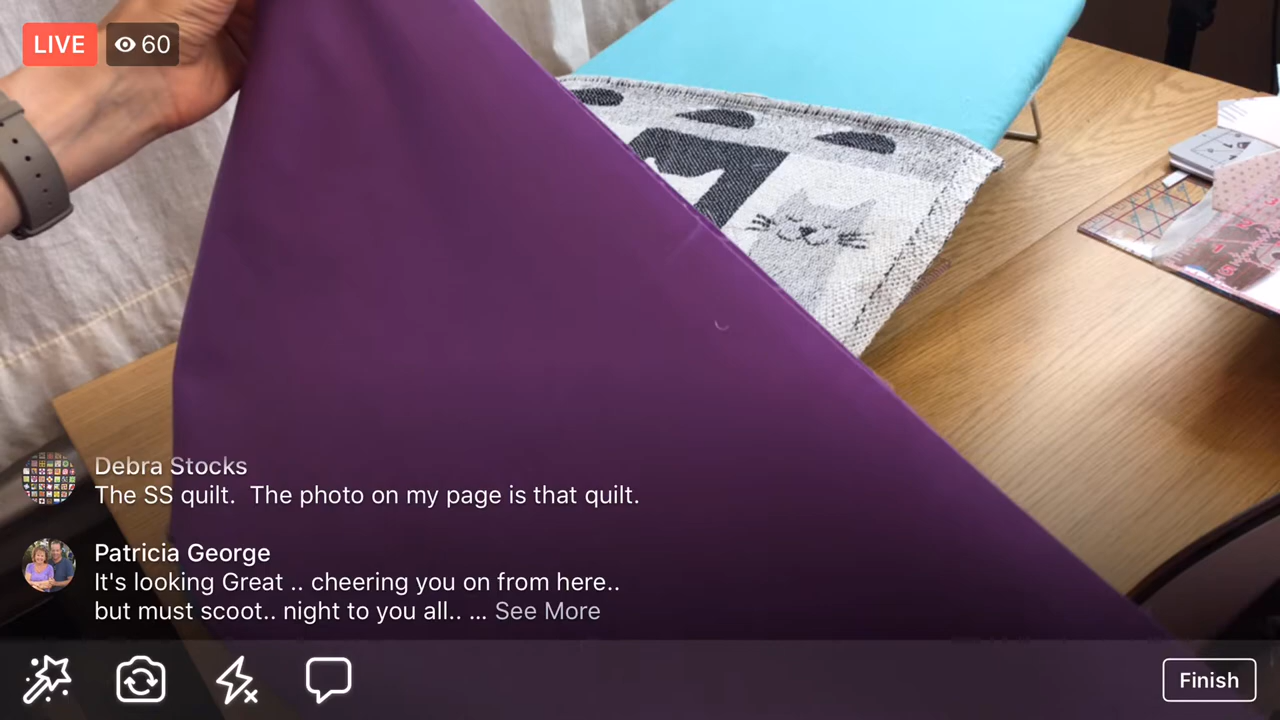 LIVE 60
Debra Stocks
The SS quilt.  The photo on my page is that quilt.
Patricia George
It's looking Great .. cheering you on from here..
but must scoot.. night to you all.. ... See More
Finish